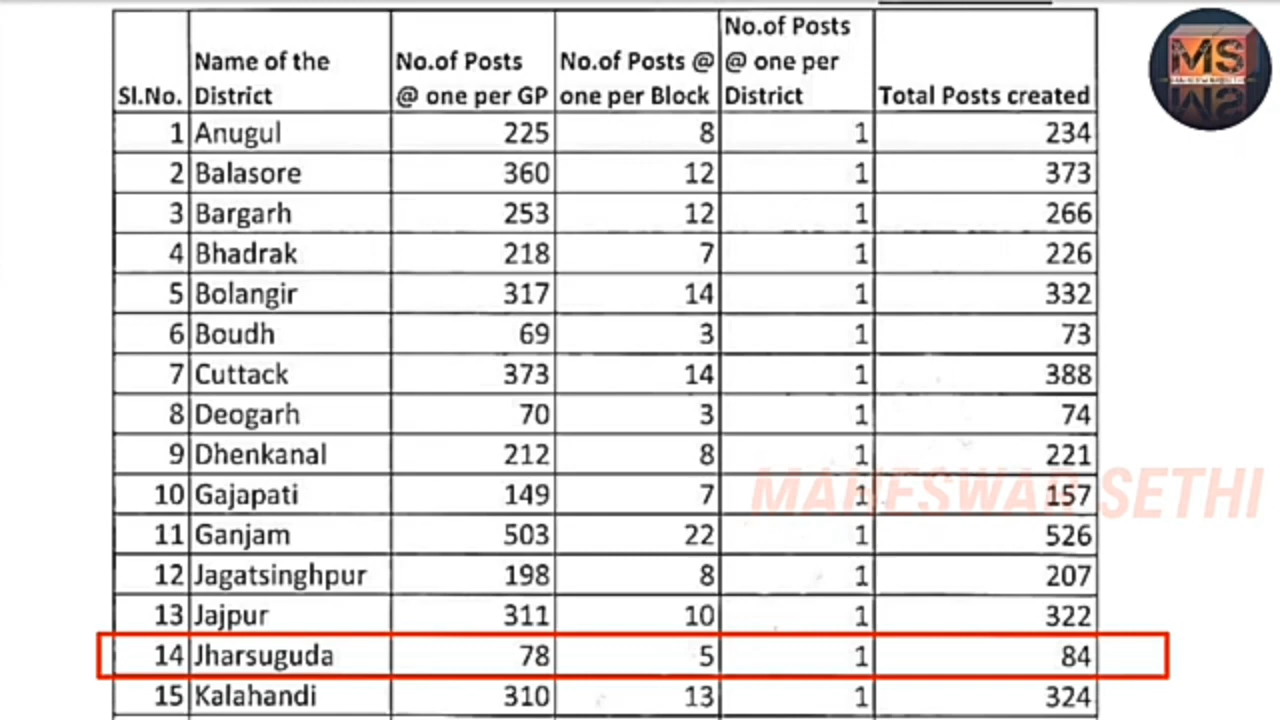 Sl.No. Name of the District No.of Posts @ one per GP No.of Posts @ one per Block No.of Posts @ one per District Total Posts created
1 Anugul 225 8 1 234
2 Balasore 360 12 1 373
3 Bargarh 253 12 1 266
4 Bhadrak 218 7 1 226
5 Bolangir 317 14 1 332
6 Boudh 69 3 1 73
7 Cuttack 373 14 1 388
8 Deogarh 70 3 1 74
9 Dhenkanal 212 8 1 221
10 Gajapati 149 7 1 157
11 Ganjam 503 22 1 526
12 Jagatsinghpur 198 8 1 207
13 Jajpur 311 10 1 322
14 Jharsuguda 78 5 1 84
15 Kalahandi 310 13 1 324
MS
MAHESWAR SETHI